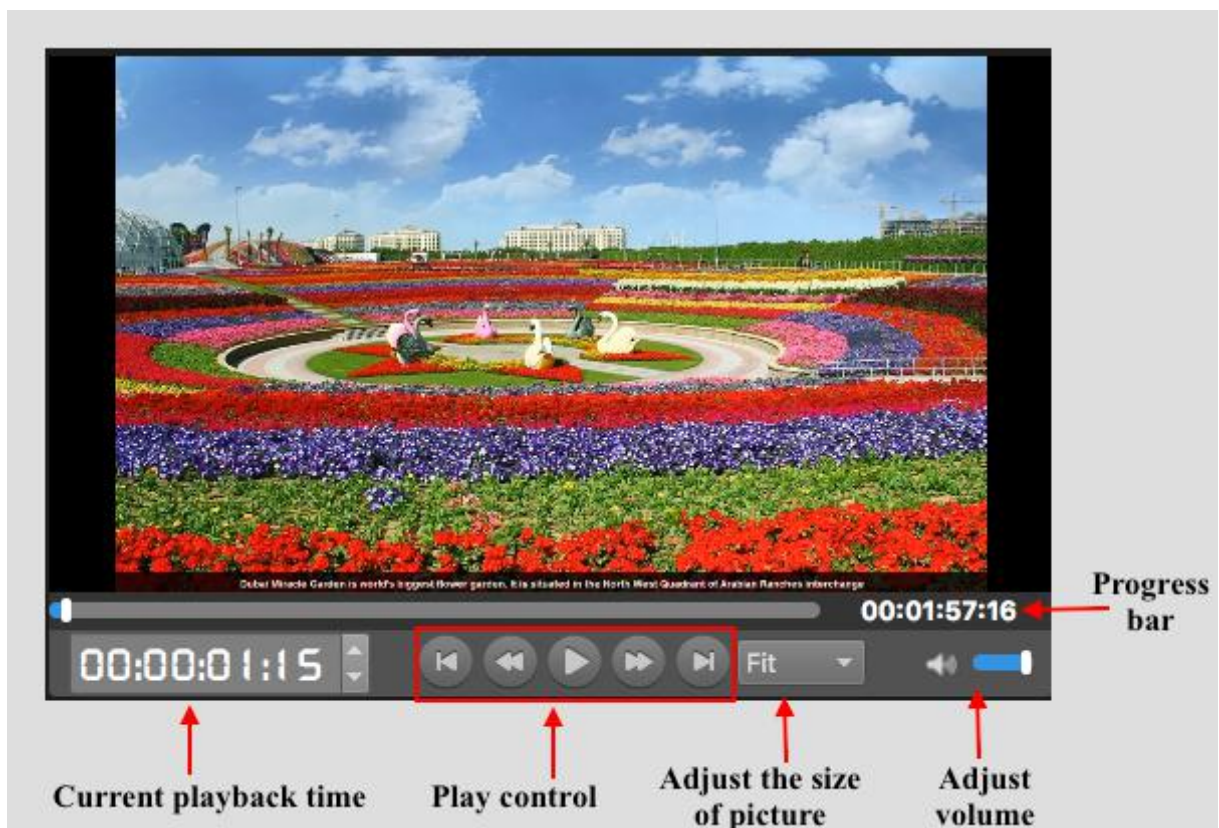 Dubai Miracle Garden is world's biggest flower garden. It is situated in the North West Quadrant of Arabian Ranches interchange
00:01:57:16
Progress
bar
00:00:01:15
Fit
Current playback time
Play control
Adjust the size
of picture
Adjust
volume